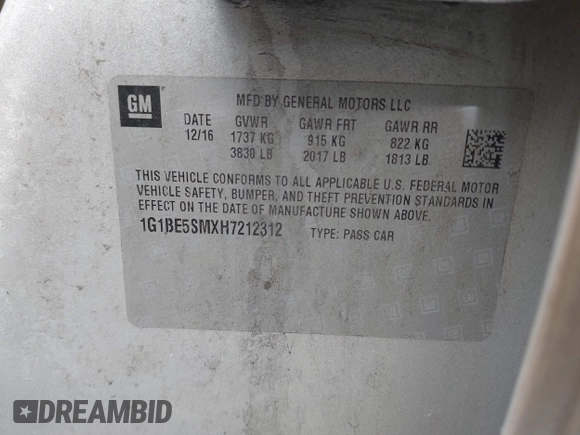 GM
MFD BY GENERAL MOTORS LLC
DATE GVWR GAWR FRT GAWR RR
12/16 1737 KG 915 KG 822 KG
3830 LB 2017 LB 1813 LB
THIS VEHICLE CONFORMS TO ALL APPLICABLE U.S. FEDERAL MOTOR
VEHICLE SAFETY, BUMPER, AND THEFT PREVENTION STANDARDS IN
EFFECT ON THE DATE OF MANUFACTURE SHOWN ABOVE.
1G1BE5SMXH7212312 TYPE: PASS CAR
DREAMBID